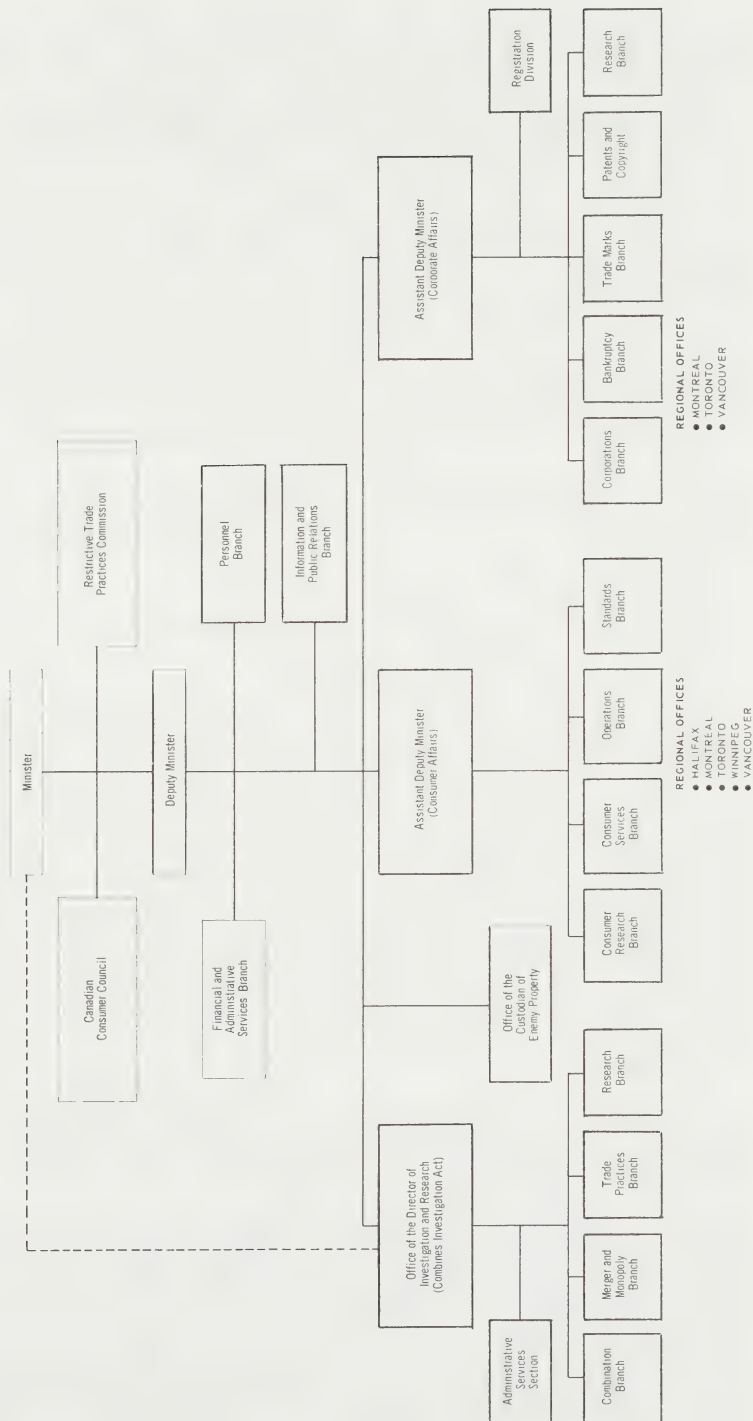 Minister
Canadian
Consumer Council
Restrictive Trade
Practices Commission
Deputy Minister
Financial and
Administrative
Services Branch
Personnel
Branch
Information and
Public Relations
Branch
Office of the Director of
Investigation and Research
(Combines Investigation Act)
Assistant Deputy Minister
(Consumer Affairs)
Assistant Deputy Minister
(Corporate Affairs)
Administrative
Services
Section
Office of the
Custodian of
Enemy Property
Registration
Division
Combination
Branch
Merger and
Monopoly
Branch
Trade
Practices
Branch
Research
Branch
Consumer
Research
Branch
Consumer
Services
Branch
Operations
Branch
Standards
Branch
Corporations
Branch
Bankruptcy
Branch
Trade Marks
Branch
Patents and
Copyright
Research
Branch
REGIONAL OFFICES
● HALIFAX
● MONTRÉAL
● TORONTO
● WINNIPEG
● VANCOUVER
REGIONAL OFFICES
● MONTREAL
● TORONTO
● VANCOUVER